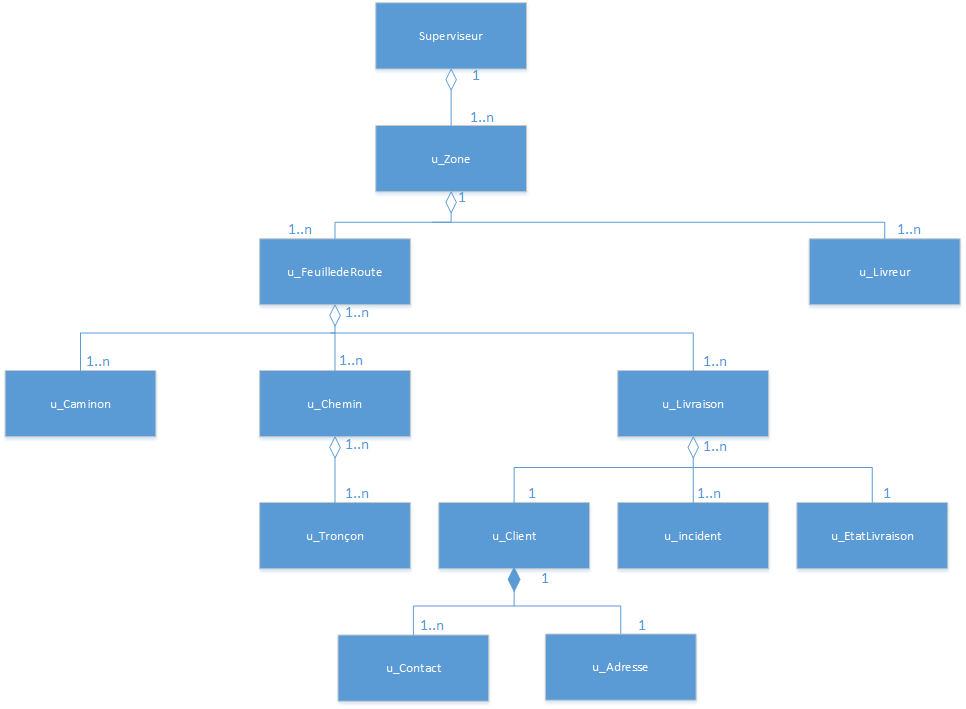 Superviseur
1
1..n
u_Zone
1
1..n
1..n
u_FeuilledeRoute
u_Livreur
1..n
1..n
1..n
1..n
u_Caminon
u_Chemin
u_Livraison
1..n
1..n
1..n
1
1..n
1
u_Tronçon
u_Client
u_incident
u_EtatLivraison
1
1..n
1
u_Contact
u_Adresse